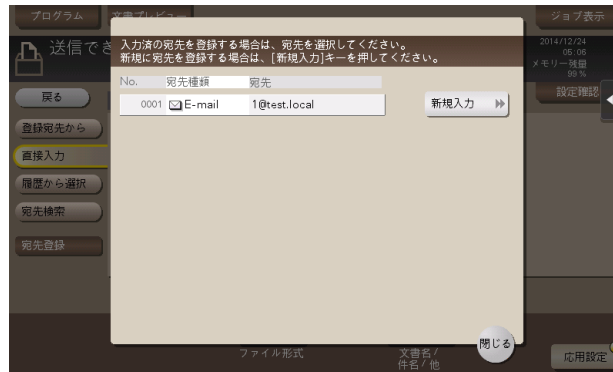 プログラム
文書プレビュー
ジョブ表示
送信でき
2014/12/24
05:06
メモリー残量
99 %
入力済の宛先を登録する場合は、宛先を選択してください。
新規に宛先を登録する場合は、[新規入力]キーを押してください。
No. 宛先種類 宛先
0001 E-mail 1@test.local
新規入力
戻る
設定確認
登録宛先から
直接入力
履歴から選択
宛先検索
宛先登録
閉じる
ファイル形式
文書名/
件名/他
応用設定